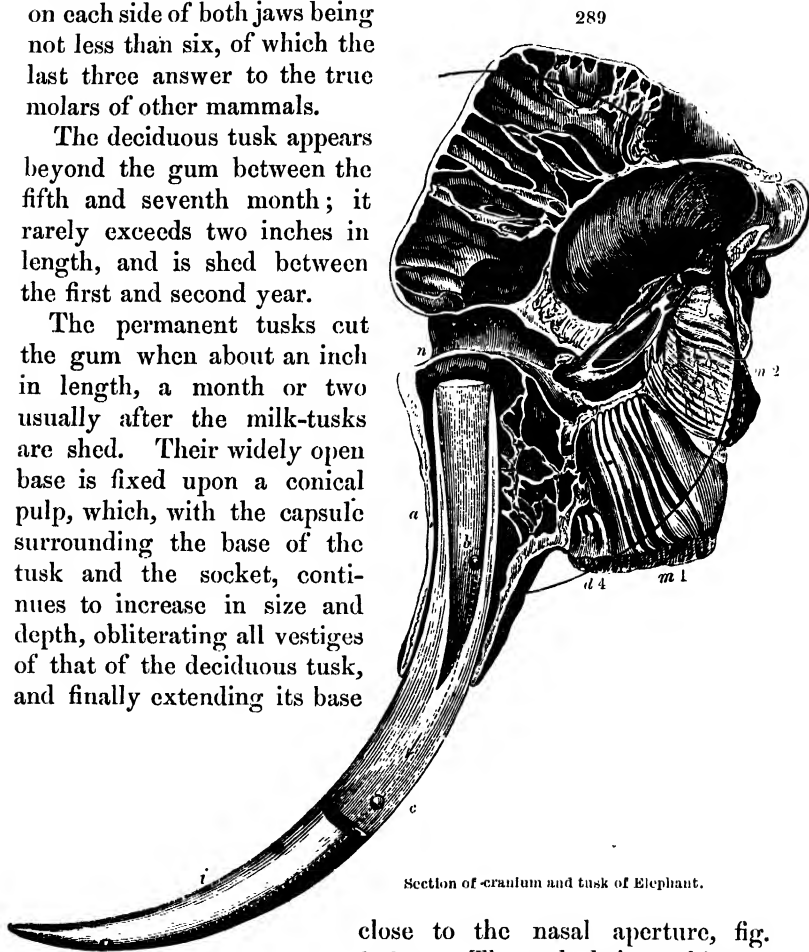 on each side of both jaws being
not less than six, of which the
last three answer to the true
molars of other mammals.
The deciduous tusk appears
beyond the gum between the
fifth and seventh month; it
rarely exceeds two inches in
length, and is shed between
the first and second year.
The permanent tusks cut
the gum when about an inch
in length, a month or two
usually after the milk-tusks
are shed. Their widely open
base is fixed upon a conical
pulp, which, with the capsule
surrounding the base of the
tusk and the socket, conti-
nues to increase in size and
depth, obliterating all vestiges
of that of the deciduous tusk,
and finally extending its base
289
n
m 2
a
b
d 4
m 1
c
i
Section of cranium and tusk of Elephant.
close to the nasal aperture, fig.